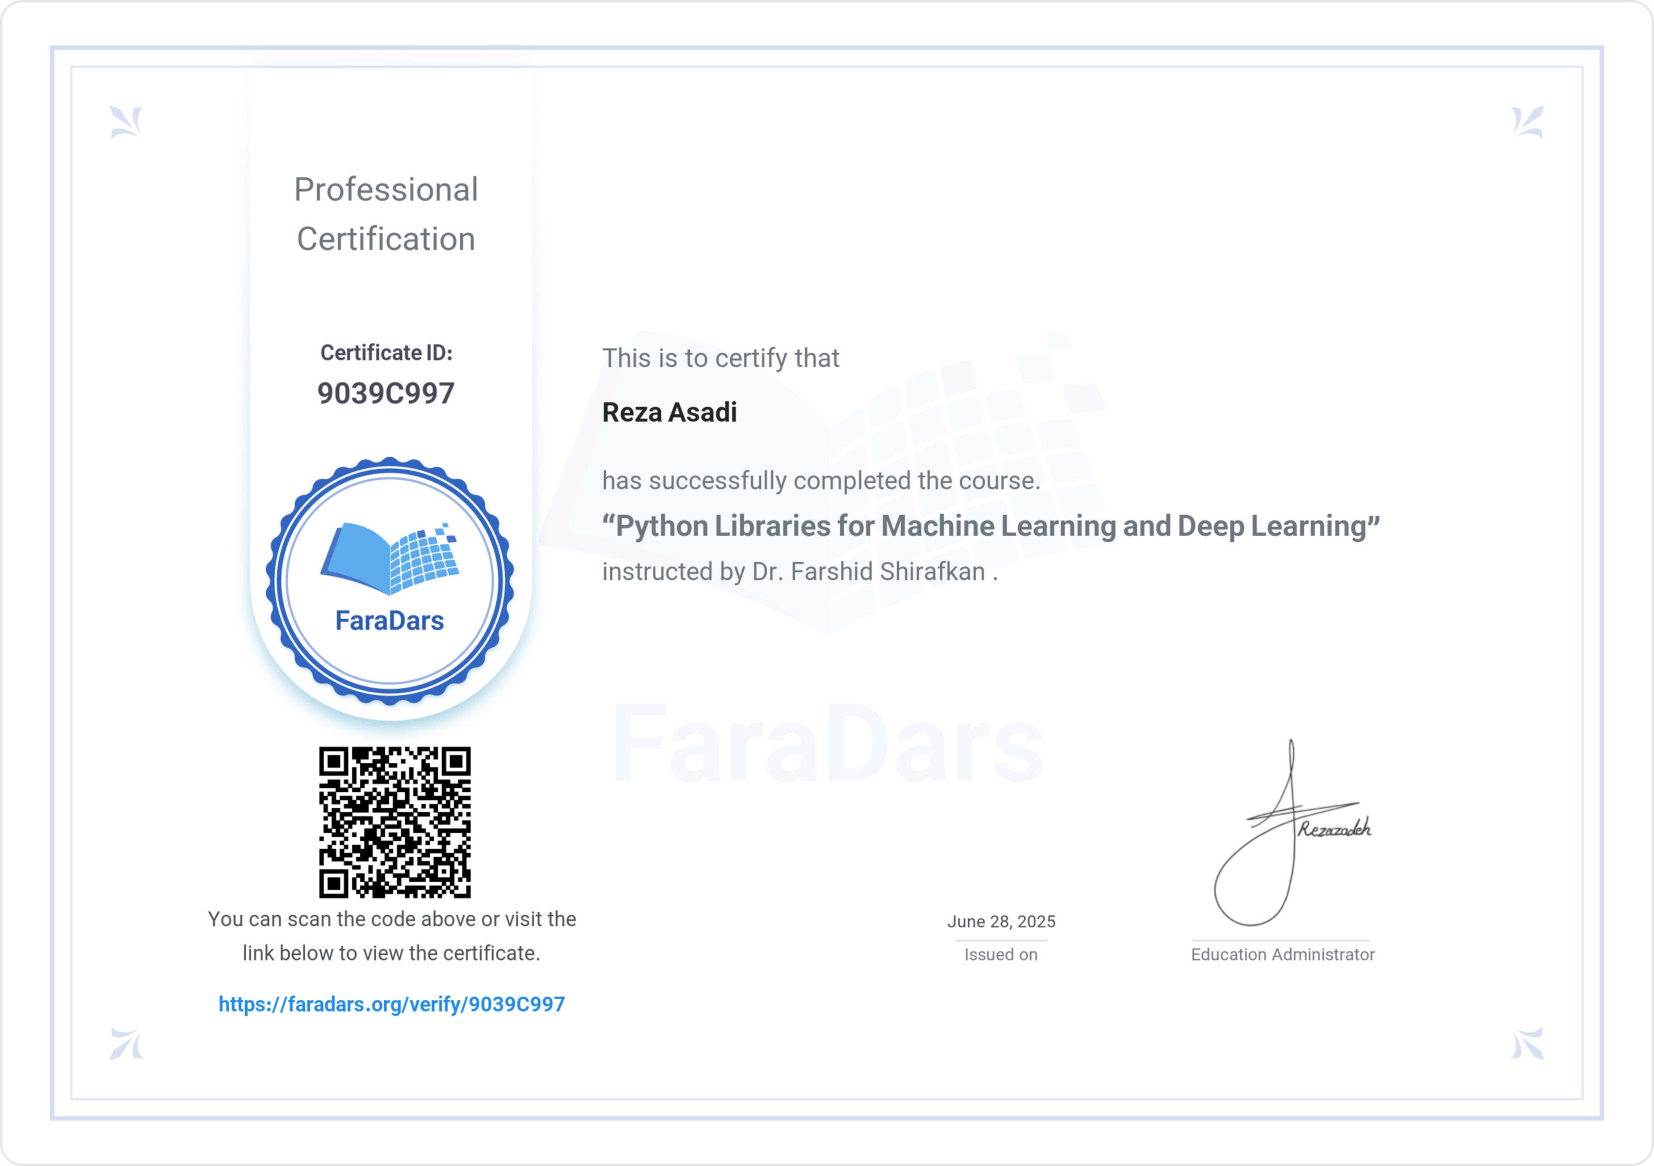 Professional
Certification
Certificate ID:
9039C997
FaraDars
You can scan the code above or visit the
link below to view the certificate.
https://faradars.org/verify/9039C997
This is to certify that
Reza Asadi
has successfully completed the course.
“Python Libraries for Machine Learning and Deep Learning”
instructed by Dr. Farshid Shirafkan .
FaraDars
June 28, 2025
Issued on
Rezazadeh
Education Administrator